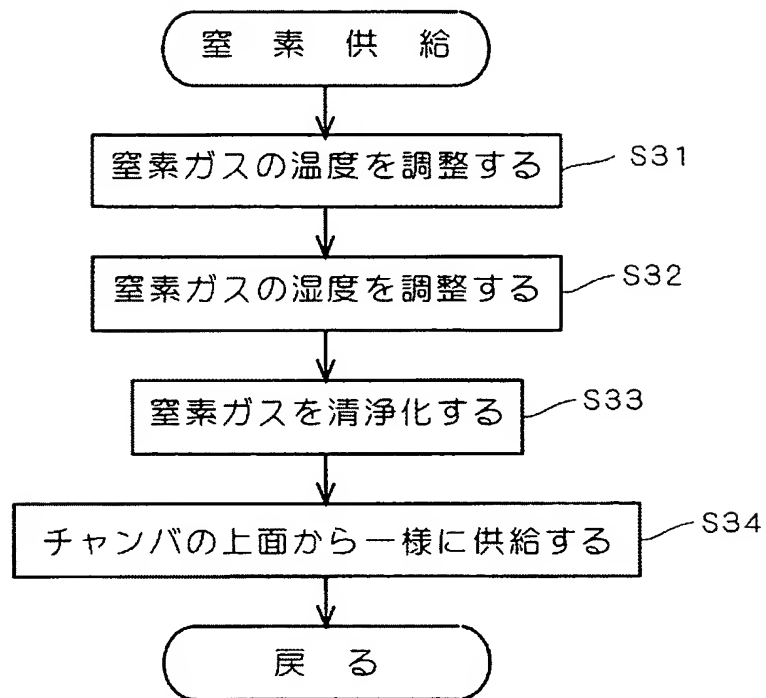 窒素供給
窒素ガスの温度を調整する
S31
窒素ガスの湿度を調整する
S32
窒素ガスを清浄化する
S33
チャンバの上面から一様に供給する
S34
戻る